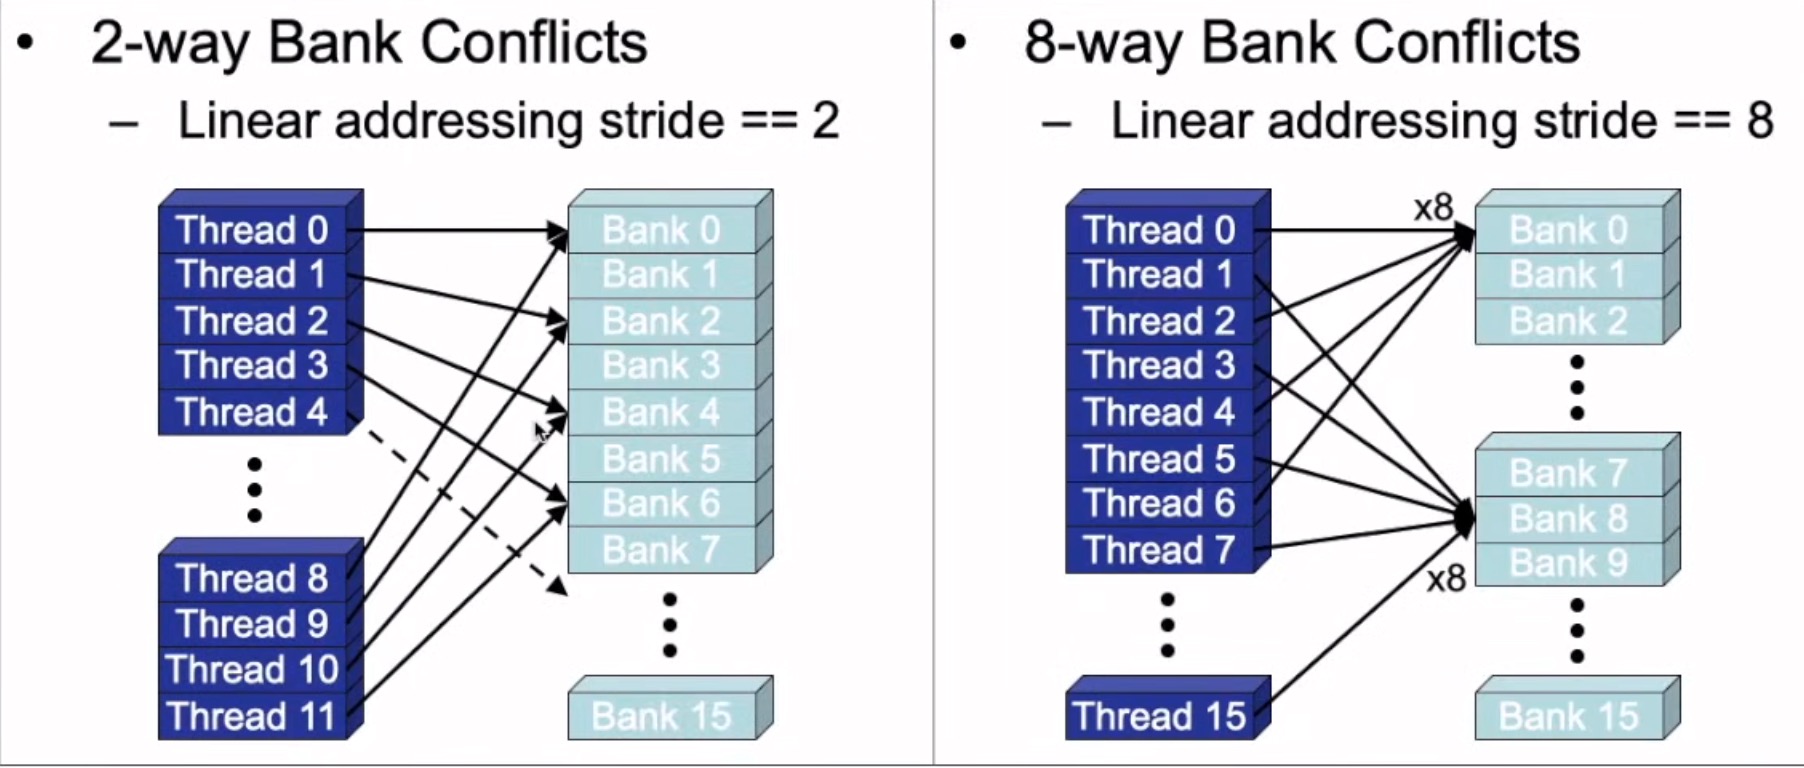 • 2-way Bank Conflicts
– Linear addressing stride == 2
Thread 0
Thread 1
Thread 2
Thread 3
Thread 4
Thread 8
Thread 9
Thread 10
Thread 11
Bank 0
Bank 1
Bank 2
Bank 3
Bank 4
Bank 5
Bank 6
Bank 7
Bank 15
• 8-way Bank Conflicts
– Linear addressing stride == 8
Thread 0
Thread 1
Thread 2
Thread 3
Thread 4
Thread 5
Thread 6
Thread 7
Thread 15
x8
x8
Bank 0
Bank 1
Bank 2
Bank 7
Bank 8
Bank 9
Bank 15